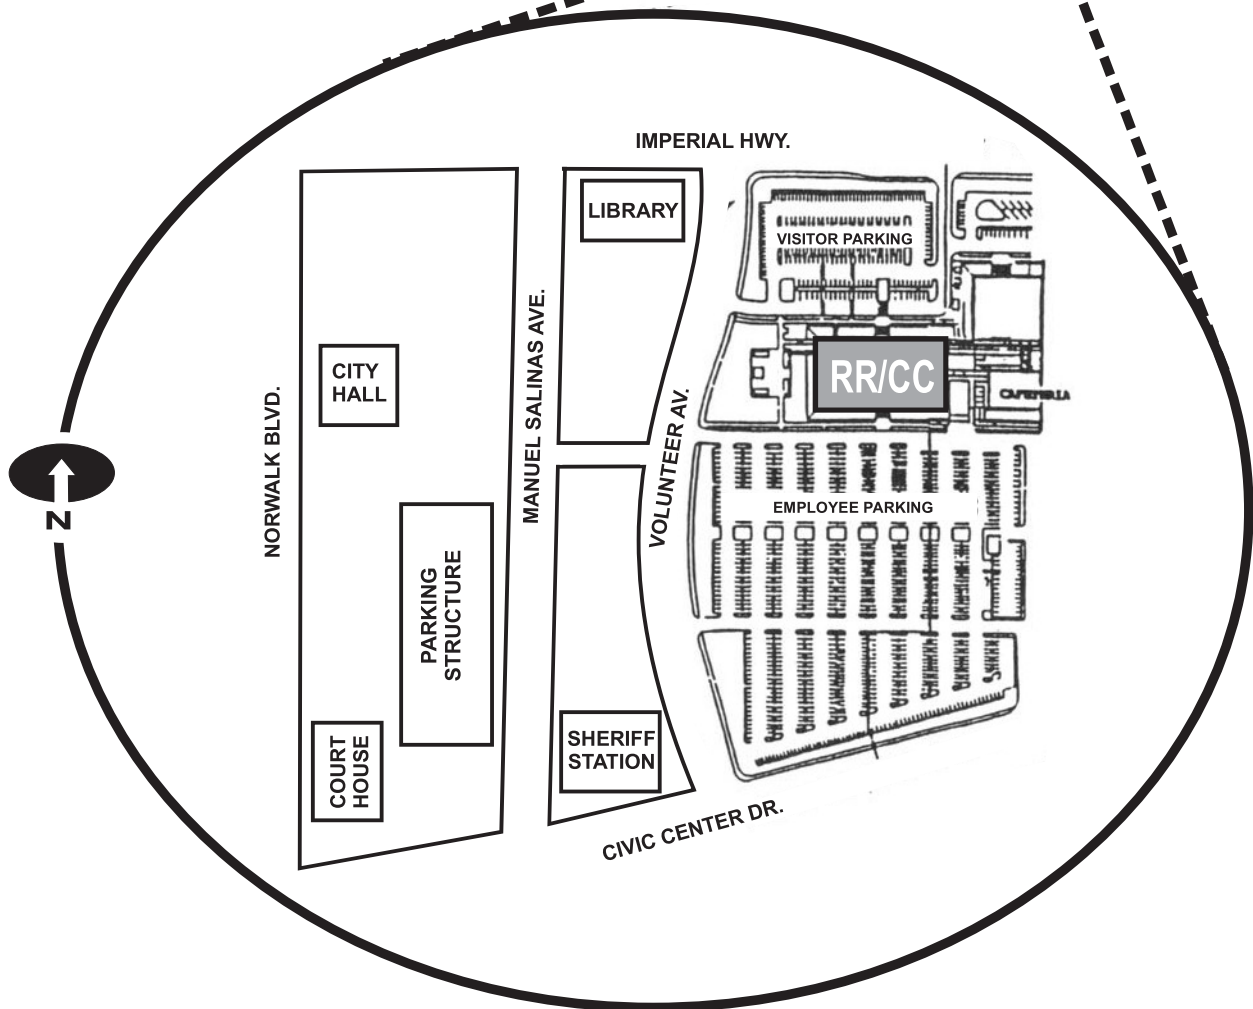 IMPERIAL HWY.
LIBRARY
VISITOR PARKING
CITY
HALL
RR/CC
NORWALK BLVD.
MANUEL SALINAS AVE.
VOLUNTEER AV.
N
EMPLOYEE PARKING
PARKING
STRUCTURE
COURT
HOUSE
SHERIFF
STATION
CIVIC CENTER DR.